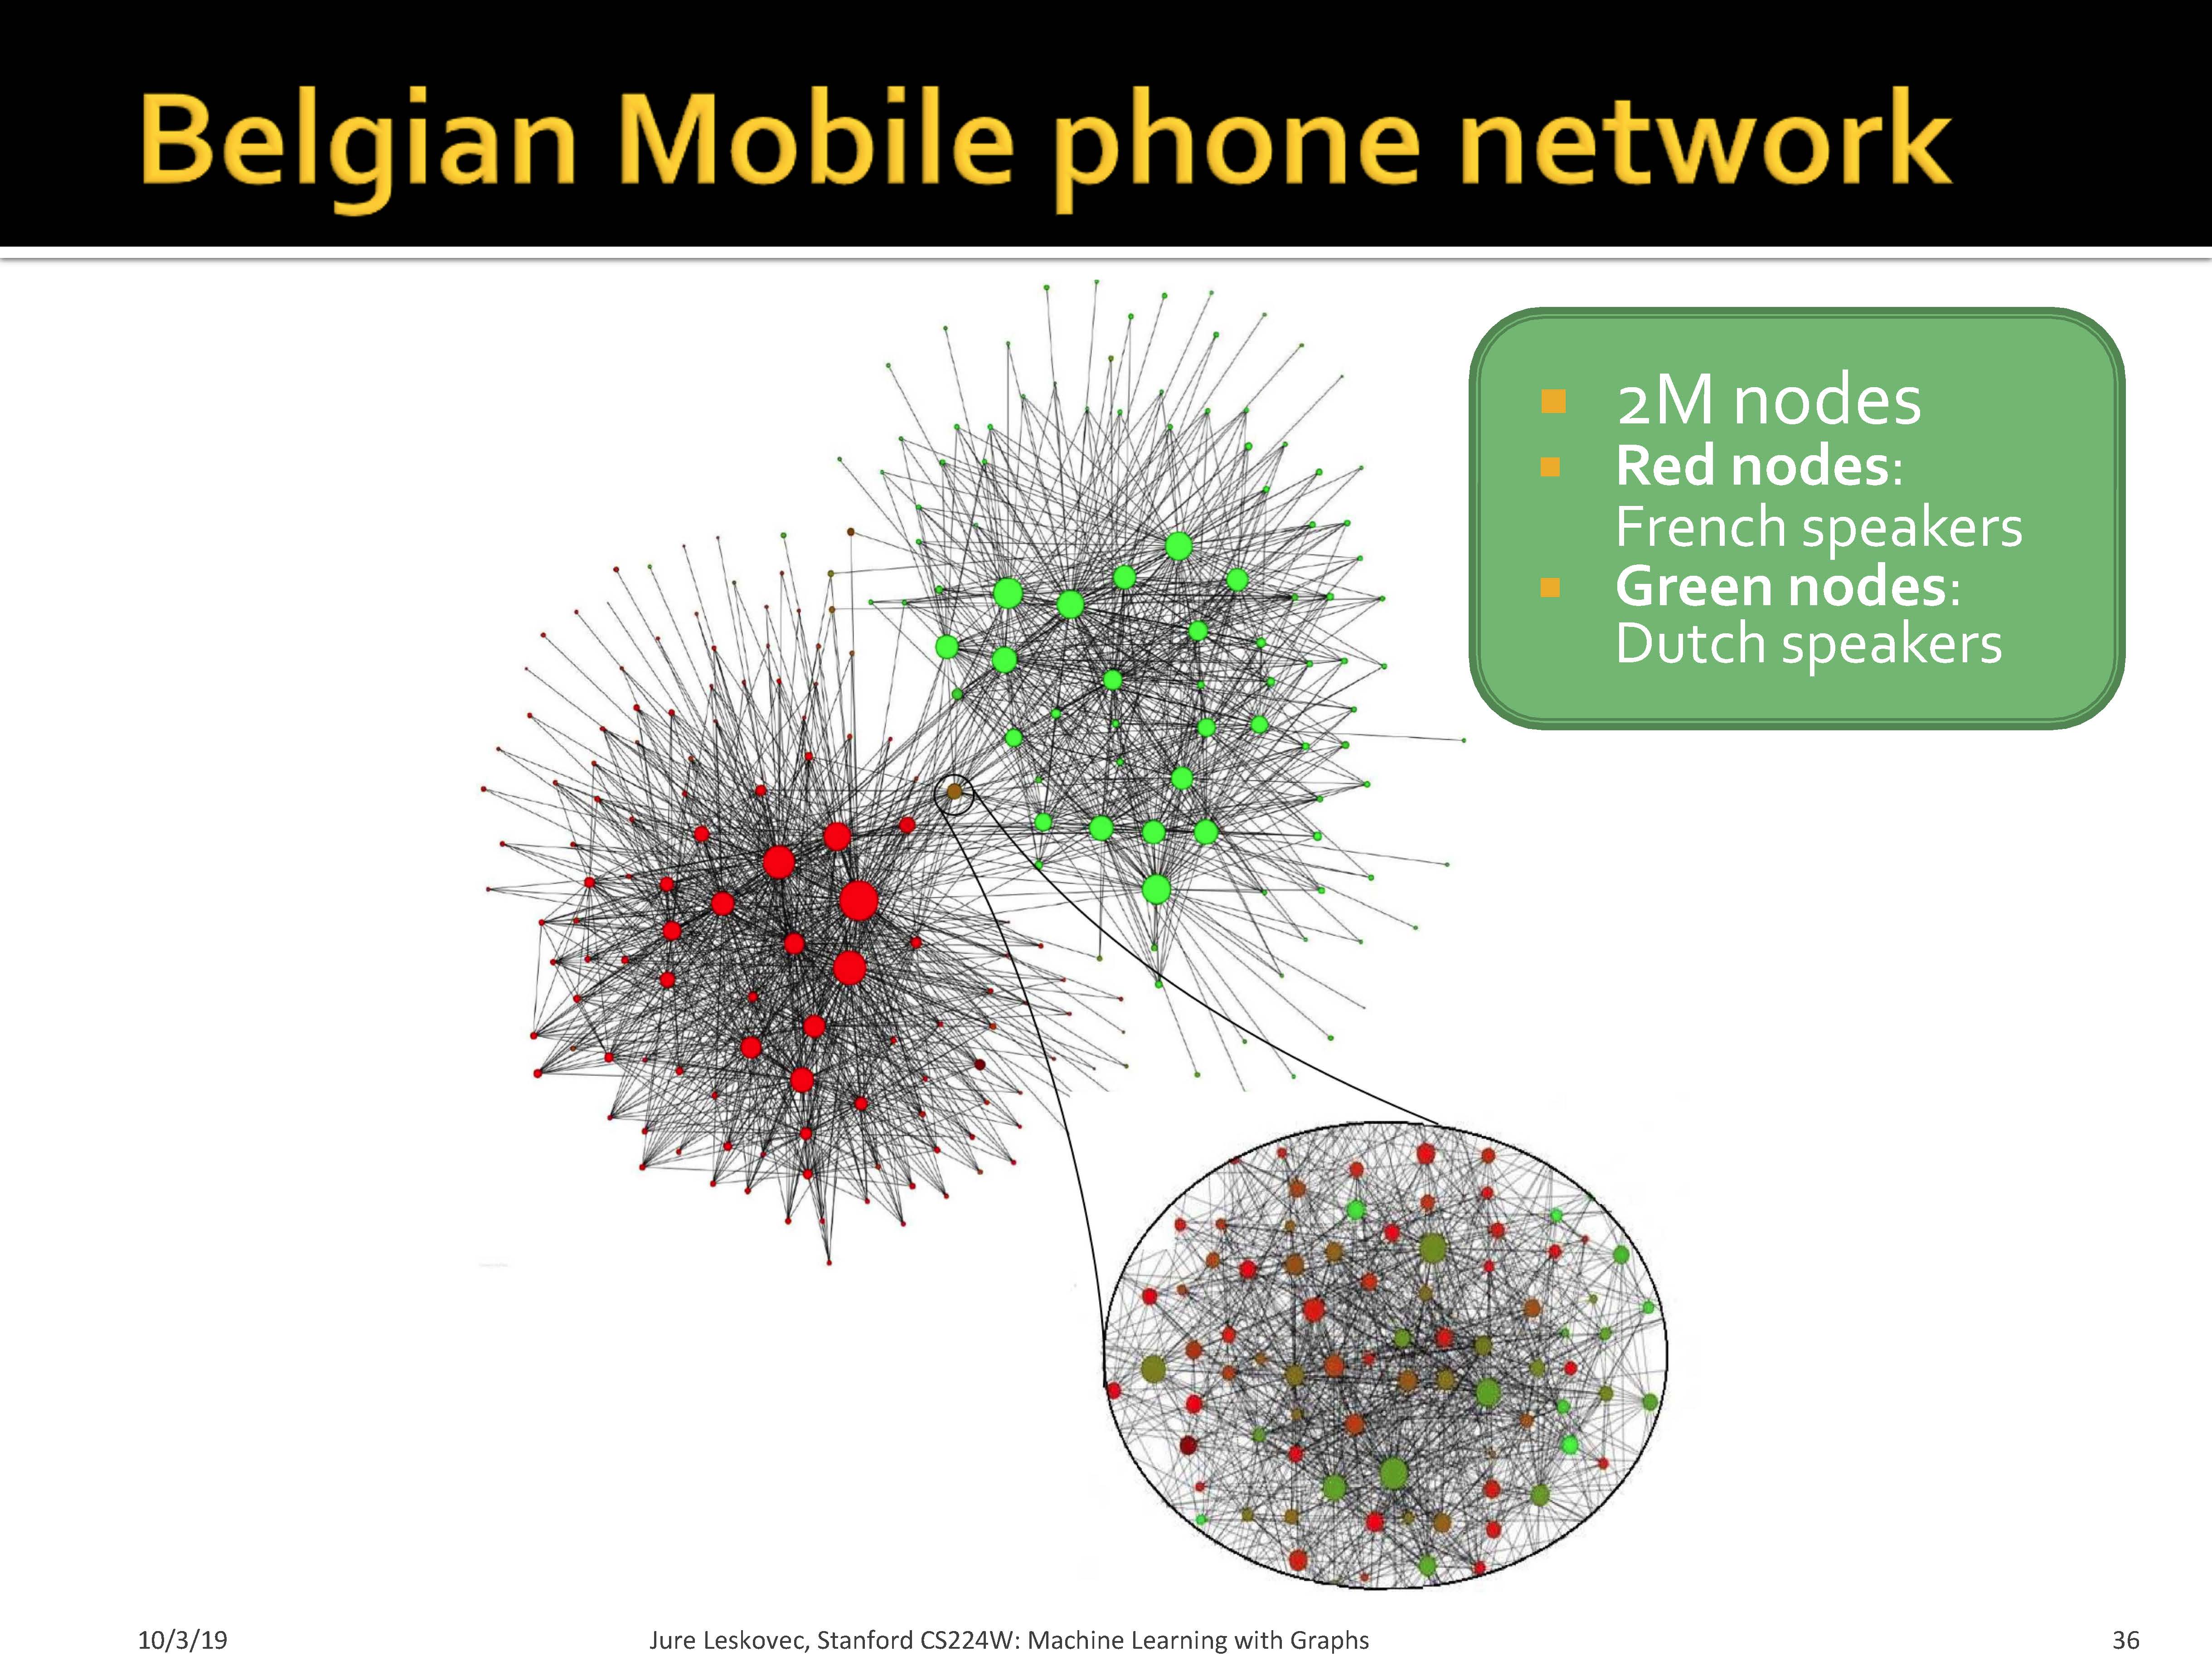 Belgian Mobile phone network
2M nodes
Red nodes:
French speakers
Green nodes:
Dutch speakers
10/3/19
Jure Leskovec, Stanford CS224W: Machine Learning with Graphs
36